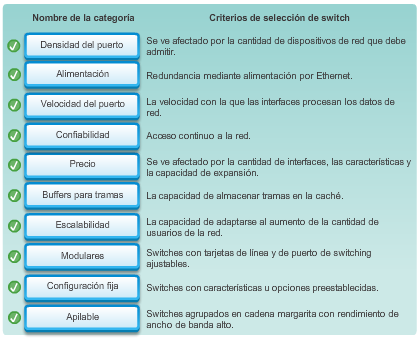 Nombre de la categoría
Criterios de selección de switch
Densidad del puerto
Se ve afectado por la cantidad de dispositivos de red que debe
admitir.
Alimentación
Redundancia mediante alimentación por Ethernet.
Velocidad del puerto
La velocidad con la que las interfaces procesan los datos de
red.
Confiabilidad
Acceso continuo a la red.
Precio
Se ve afectado por la cantidad de interfaces, las características y
la capacidad de expansión.
Buffers para tramas
La capacidad de almacenar tramas en la caché.
Escalabilidad
La capacidad de adaptarse al aumento de la cantidad de
usuarios de la red.
Modulares
Switches con tarjetas de línea y de puerto de switching
ajustables.
Configuración fija
Switches con características u opciones preestablecidas.
Apilable
Switches agrupados en cadena margarita con rendimiento de
ancho de banda alto.